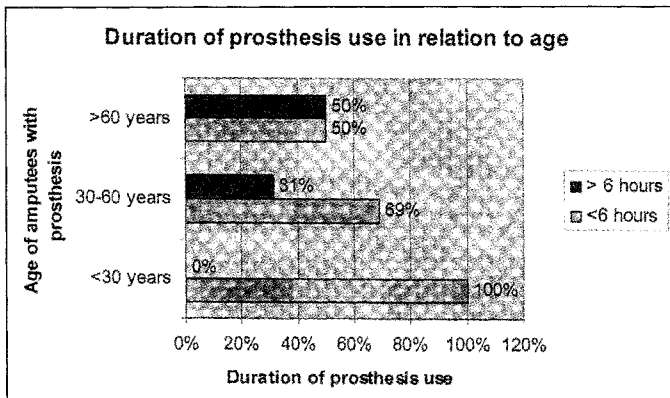 Duration of prosthesis use in relation to age
Age of amputees with
prosthesis
>60 years
50%
50%
30-60 years
31%
69%
<30 years
0%
100%
0% 20% 40% 60% 80% 100% 120%
Duration of prosthesis use
> 6 hours
<6 hours